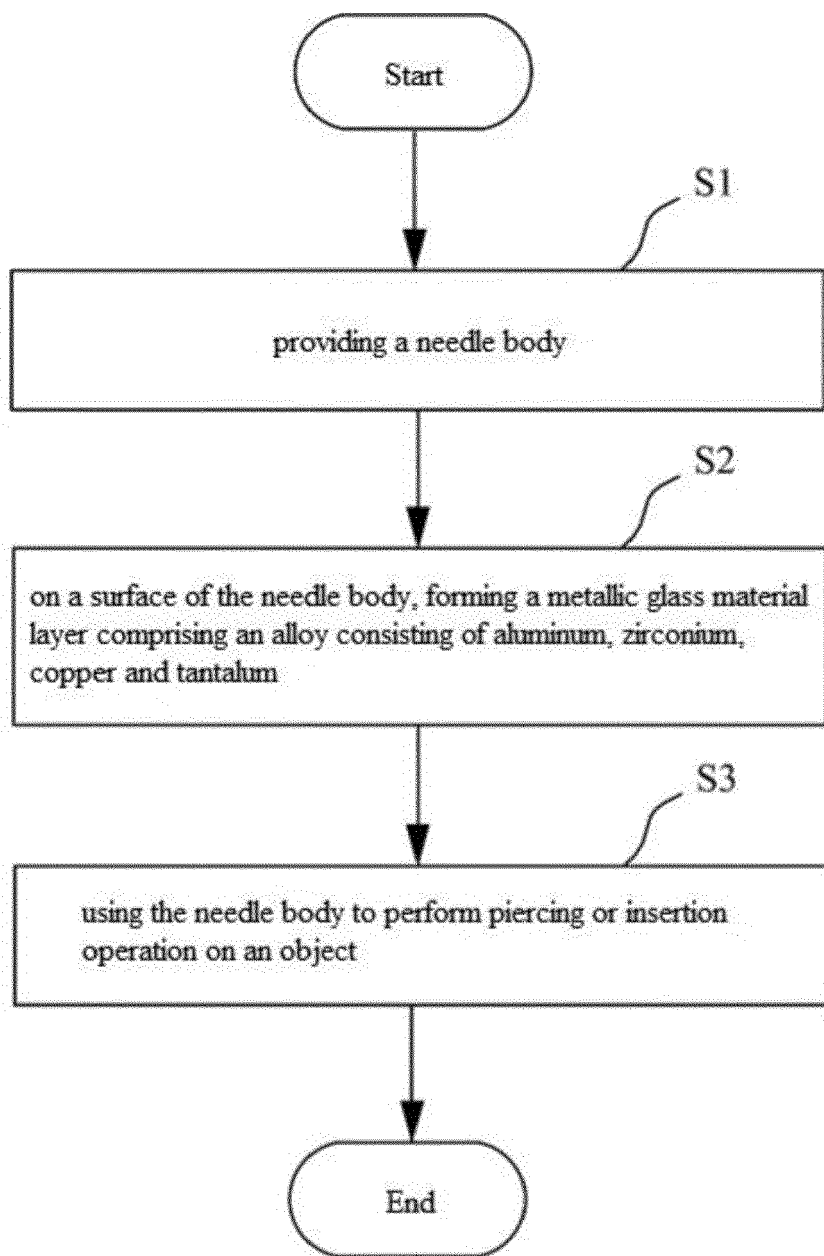 Start
S1
providing a needle body
S2
on a surface of the needle body, forming a metallic glass material
layer comprising an alloy consisting of aluminum, zirconium,
copper and tantalum
S3
using the needle body to perform piercing or insertion
operation on an object
End